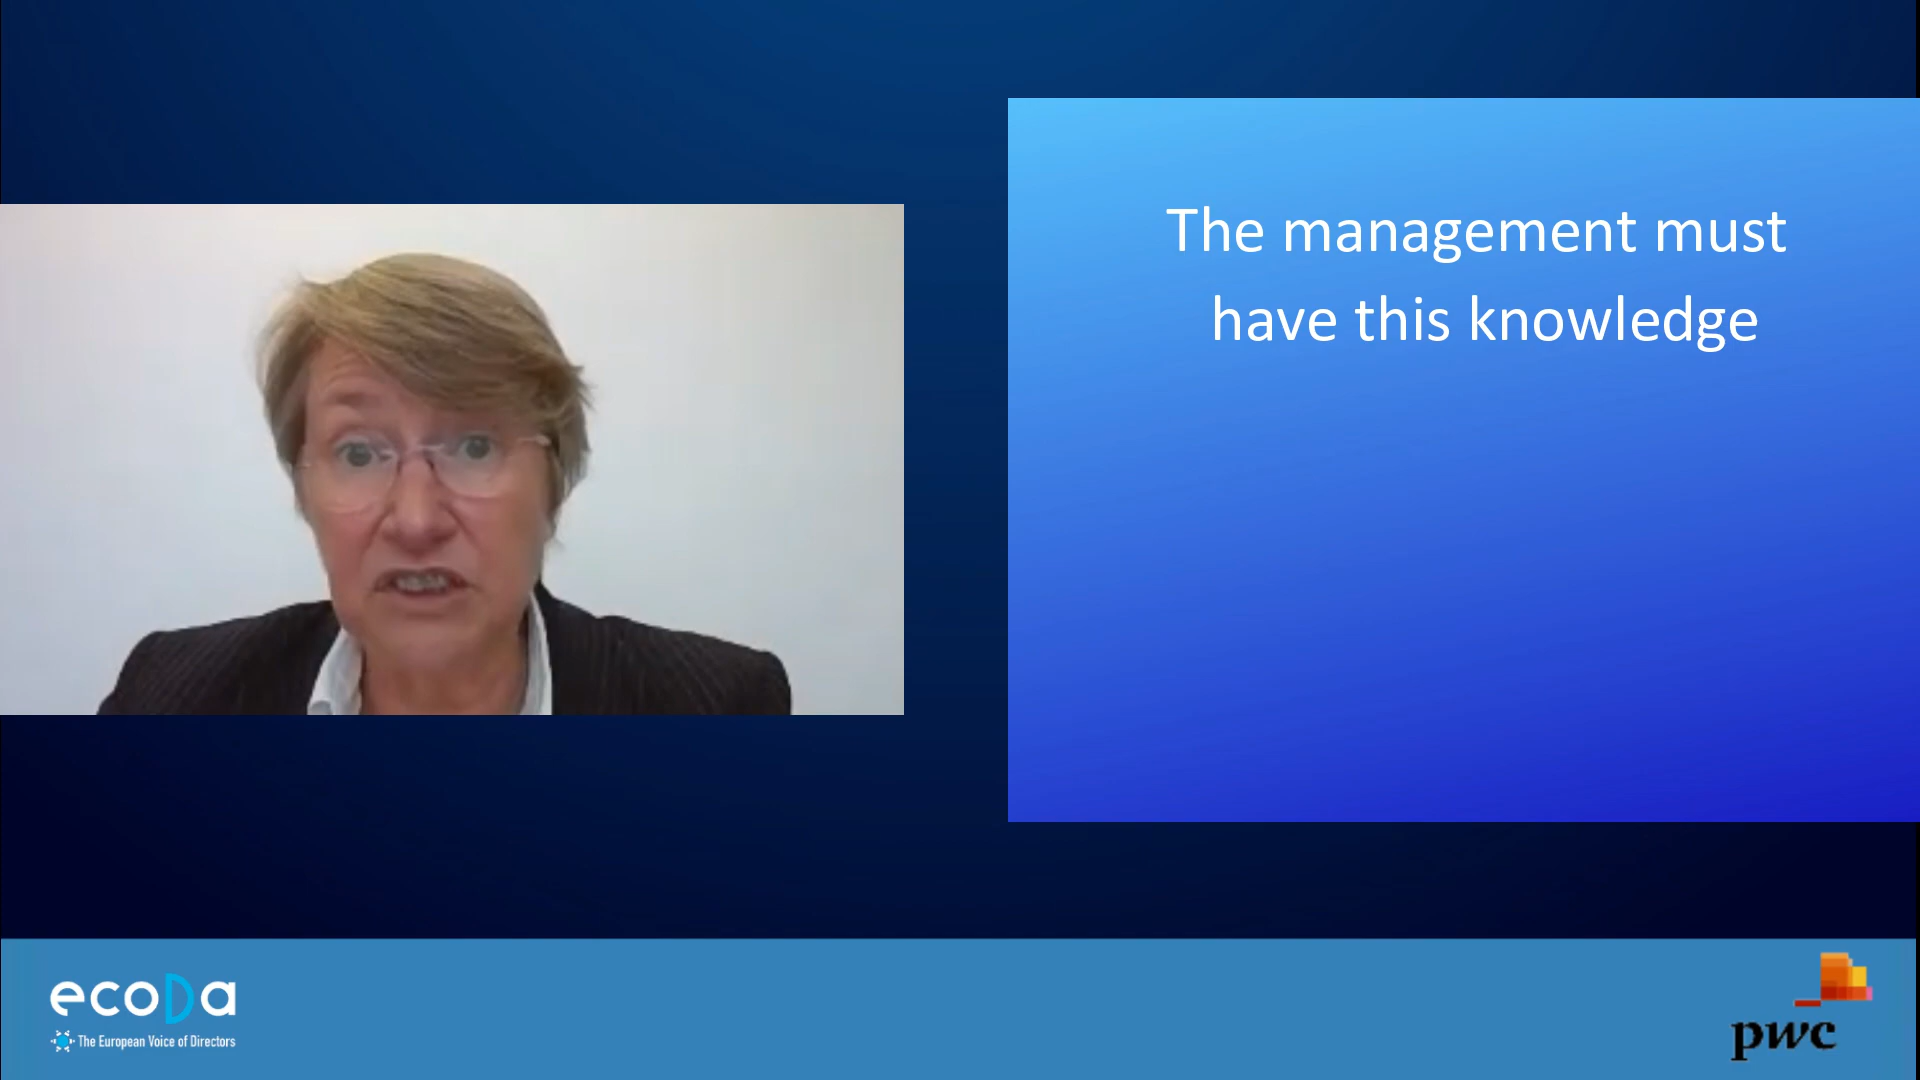 The management must
have this knowledge
ecoDa
The European Voice of Directors
pwc